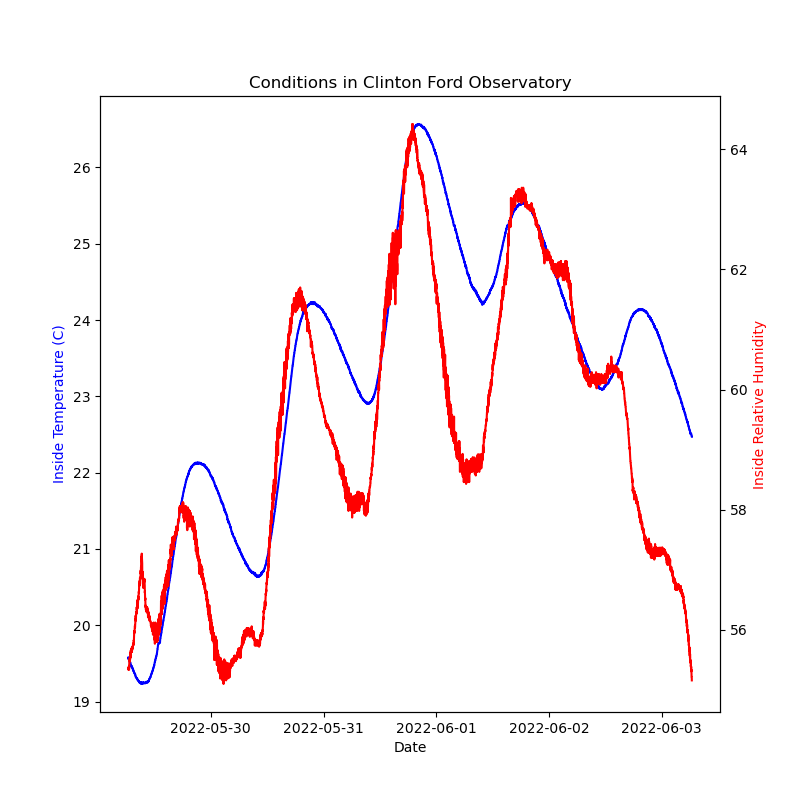 Conditions in Clinton Ford Observatory
26
25
24
23
22
21
20
19
Inside Temperature (C)
64
62
60
58
56
Inside Relative Humidity
2022-05-30 2022-05-31 2022-06-01 2022-06-02 2022-06-03
Date